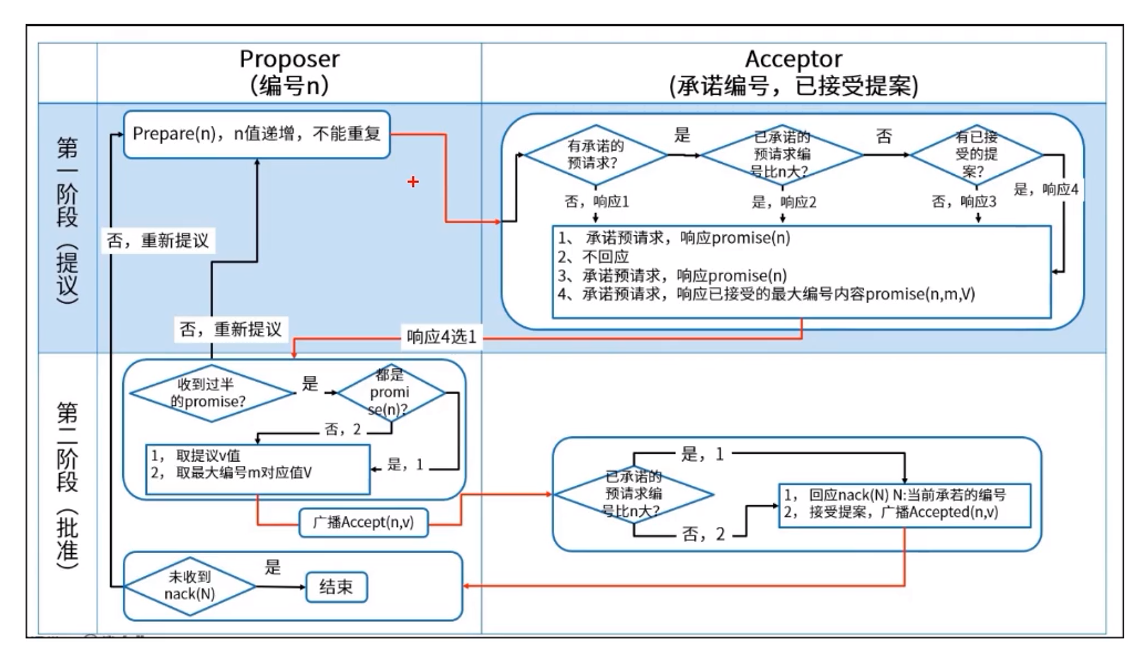 Proposer
（编号n）
Acceptor
(承诺编号，已接受提案)
第一阶段（提议）
Prepare(n)，n值递增，不能重复
有承诺的
预请求？
是
已承诺的
预请求编
号比n大？
否
有已接
受的提
案？
否，响应1
是，响应2
否，响应3
是，响应4
1、 承诺预请求，响应promise(n)
2、不回应
3、承诺预请求，响应promise(n)
4、承诺预请求，响应已接受的最大编号内容promise(n,m,V)
否，重新提议
否，重新提议
响应4选1
第二阶段（批准）
收到过半
的promise？
是
都是
promi
se(n)？
否，2
是，1
1， 取提议v值
2， 取最大编号m对应值V
广播Accept(n,v)
已承诺的
预请求编
号比n大？
是，1
否，2
1， 回应nack(N) N:当前承若的编号
2， 接受提案，广播Accepted(n,v)
未收到
nack(N)
是
结束